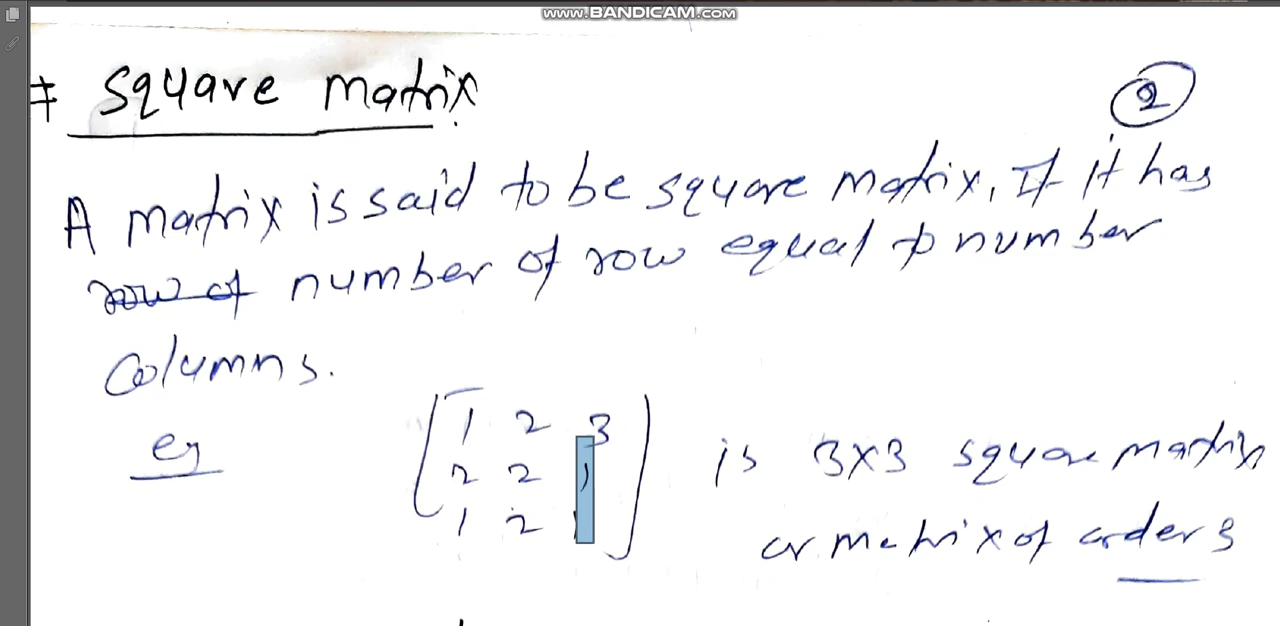 www.BANDICAM.com
⇒ square matrix
2
A matrix is said to be square matrix, If it has
row of number of row equal to number
columns.
eg
1 2 3
2 2 1
1 2 1
is 3x3 square matrix
or matrix of order 3